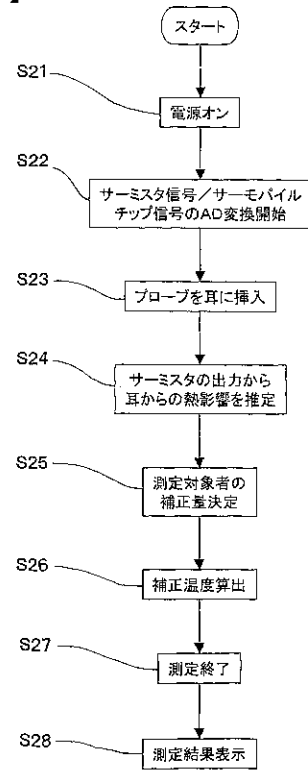 スタート
S21
電源オン
S22
サーミスタ信号/サーモパイル
チップ信号のAD変換開始
S23
プローブを耳に挿入
S24
サーミスタの出力から
耳からの熱影響を推定
S25
測定対象者の
補正量決定
S26
補正温度算出
S27
測定終了
S28
測定結果表示